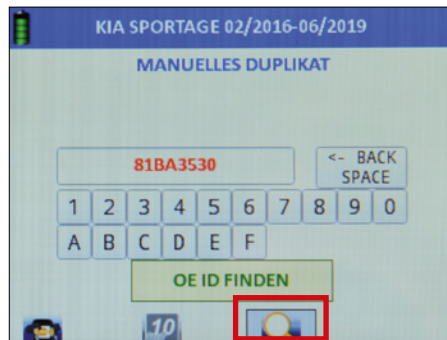 KIA SPORTAGE 02/2016-06/2019
MANUELLES DUPLIKAT
81BA3530
<- BACK
SPACE
1 2 3 4 5 6 7 8 9 0
A B C D E F
OE ID FINDEN
10